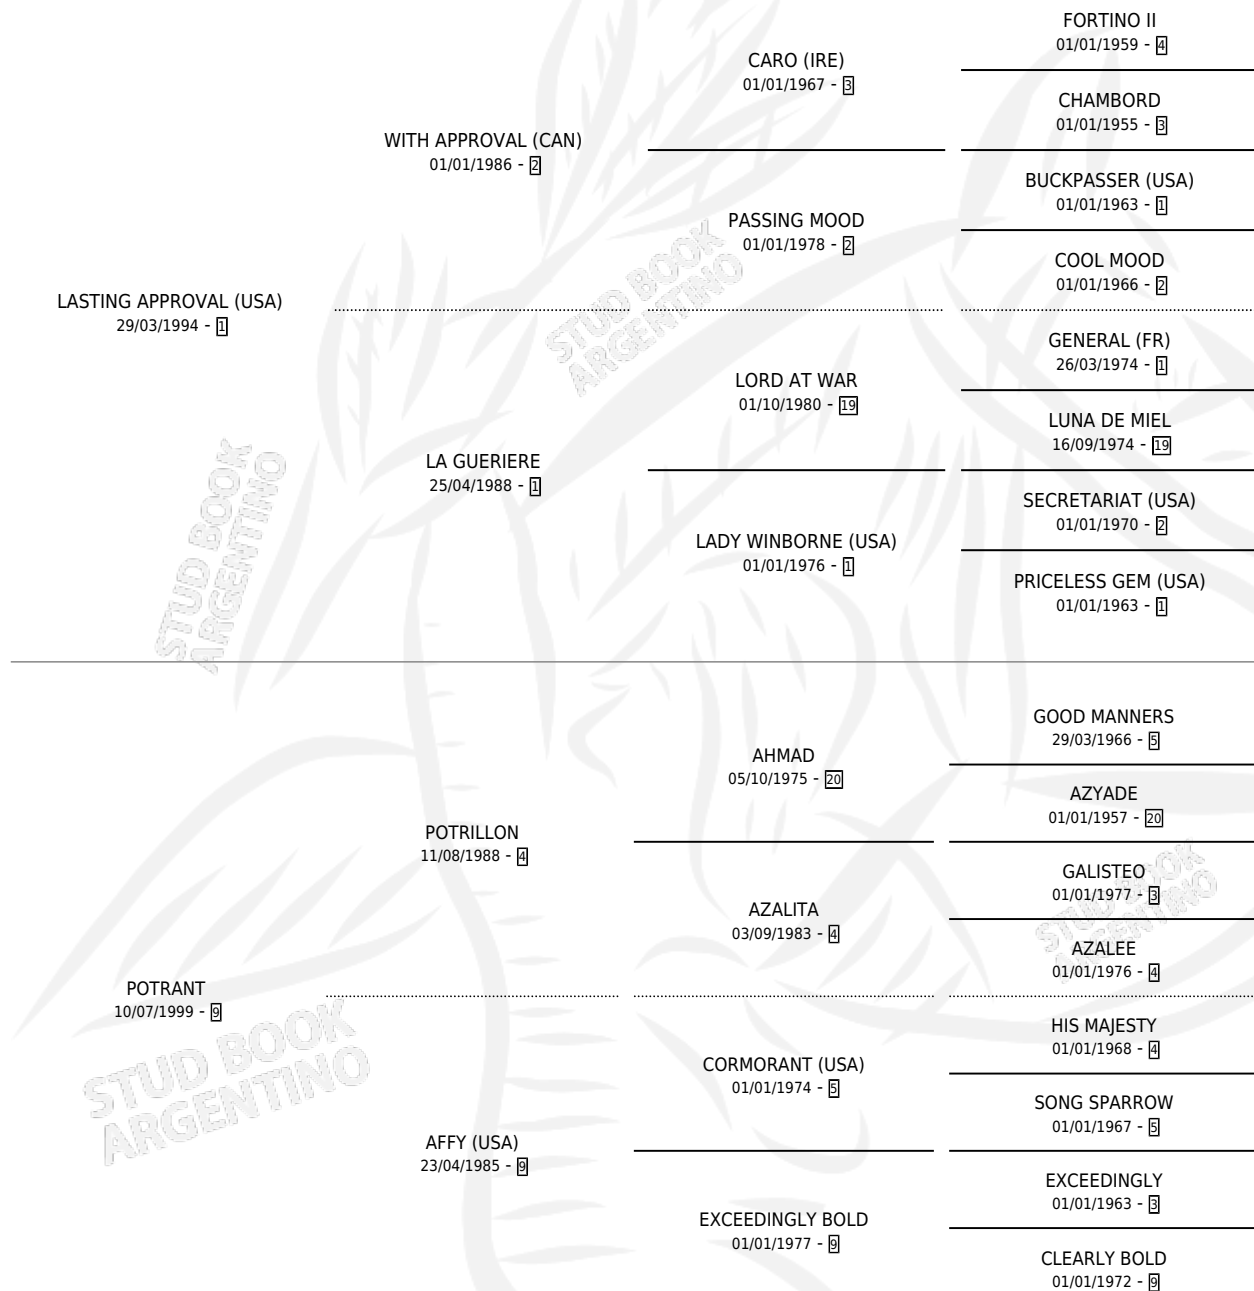 FORTINO II
01/01/1959 - 4
CARO (IRE)
01/01/1967 - 3
CHAMBORD
01/01/1955 - 3
WITH APPROVAL (CAN)
01/01/1986 - 2
BUCKPASSER (USA)
01/01/1963 - 1
PASSING MOOD
01/01/1978 - 2
COOL MOOD
01/01/1966 - 2
LASTING APPROVAL (USA)
29/03/1994 - 1
GENERAL (FR)
26/03/1974 - 1
LORD AT WAR
01/10/1980 - 19
LUNA DE MIEL
16/09/1974 - 19
LA GUERIERE
25/04/1988 - 1
SECRETARIAT (USA)
01/01/1970 - 2
LADY WINBORNE (USA)
01/01/1976 - 1
PRICELESS GEM (USA)
01/01/1963 - 1
GOOD MANNERS
29/03/1966 - 5
AHMAD
05/10/1975 - 20
AZYADE
01/01/1957 - 20
POTRILLON
11/08/1988 - 4
GALISTEO
01/01/1977 - 3
AZALITA
03/09/1983 - 4
AZALEE
01/01/1976 - 4
POTRANT
10/07/1999 - 9
HIS MAJESTY
01/01/1968 - 4
CORMORANT (USA)
01/01/1974 - 5
SONG SPARROW
01/01/1967 - 5
AFFY (USA)
23/04/1985 - 9
EXCEEDINGLY
01/01/1963 - 3
EXCEEDINGLY BOLD
01/01/1977 - 9
CLEARLY BOLD
01/01/1972 - 9
STUD BOOK
ARGENTINO
STUD BOOK
ARGENTINO
STUD BOOK
ARGENTINO
STUD BOOK
ARGENTINO